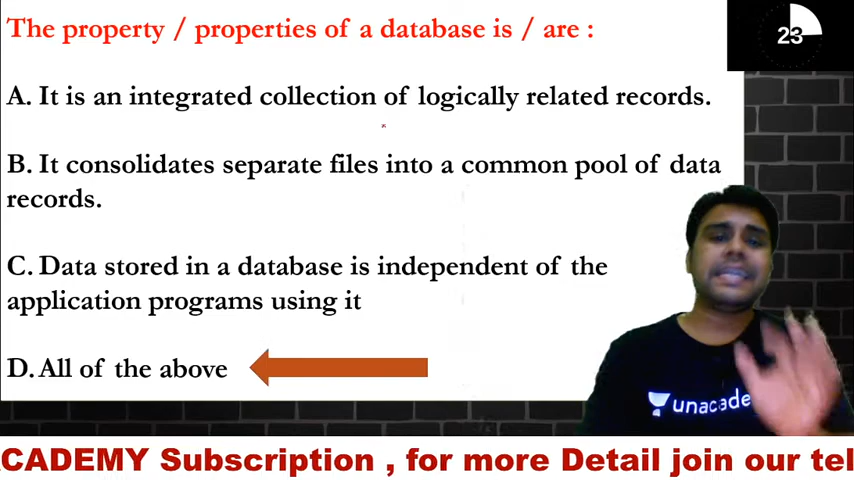 The property / properties of a database is / are :
23
A. It is an integrated collection of logically related records.
B. It consolidates separate files into a common pool of data
records.
C. Data stored in a database is independent of the
application programs using it
D. All of the above
unacade
CADEMY Subscription , for more Detail join our tel